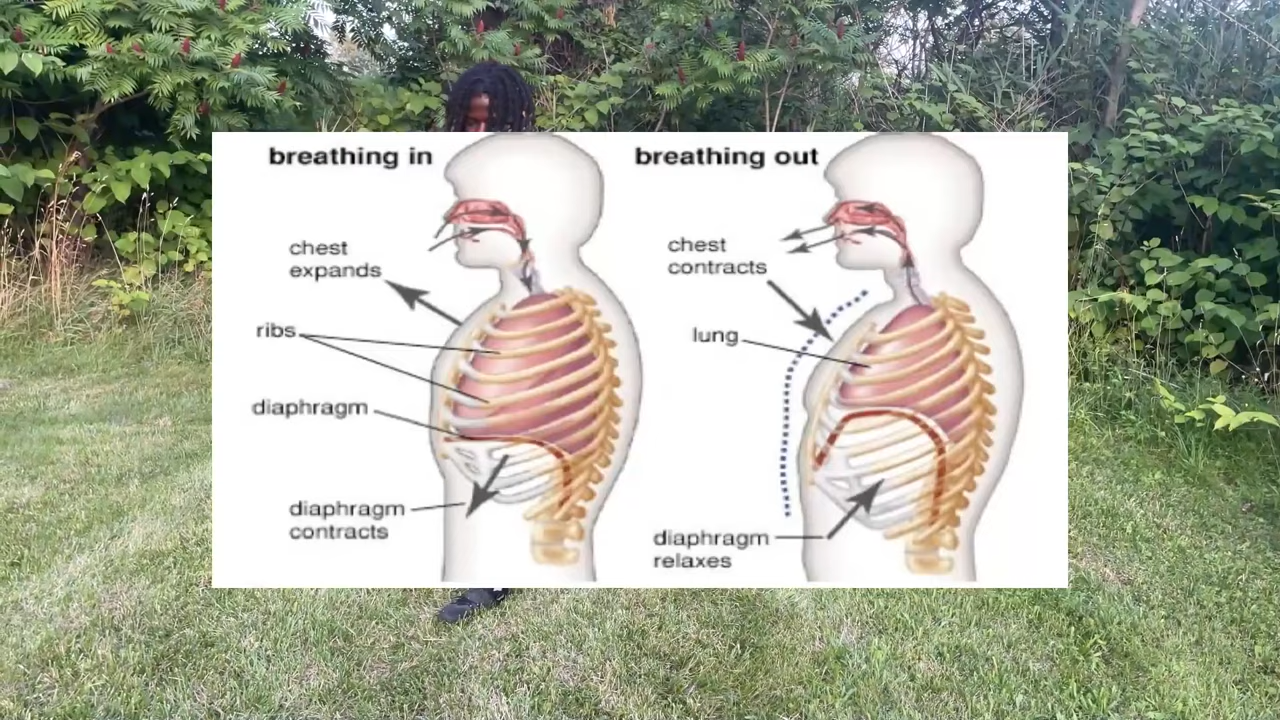 breathing in
chest
expands
ribs
diaphragm
diaphragm
contracts
breathing out
chest
contracts
lung
diaphragm
relaxes